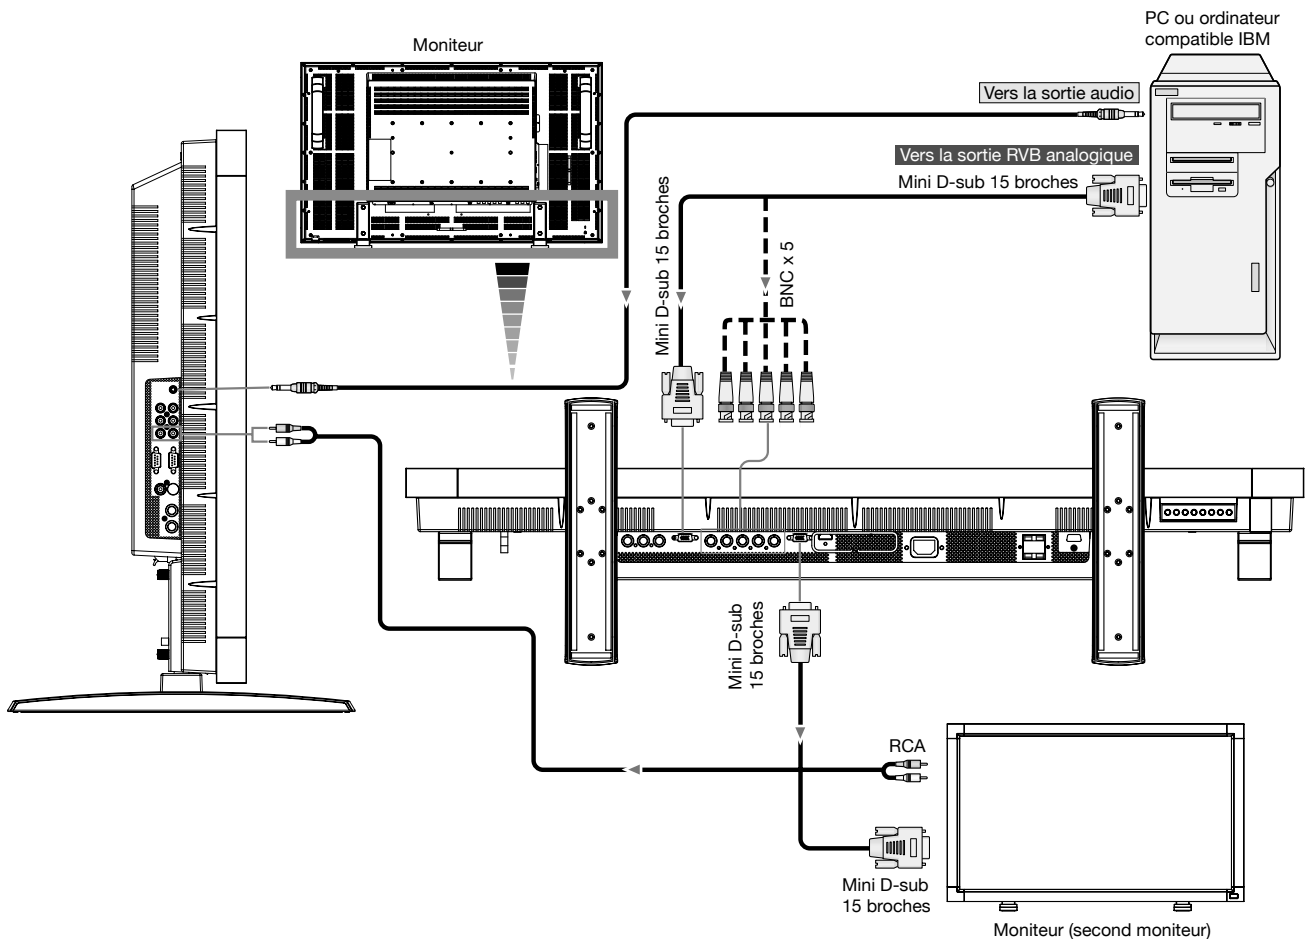 PC ou ordinateur
compatible IBM
Moniteur
Vers la sortie audio
Vers la sortie RVB analogique
Mini D-sub 15 broches
Mini D-sub 15 broches
BNC x 5
Mini D-sub
15 broches
RCA
Mini D-sub
15 broches
Moniteur (second moniteur)